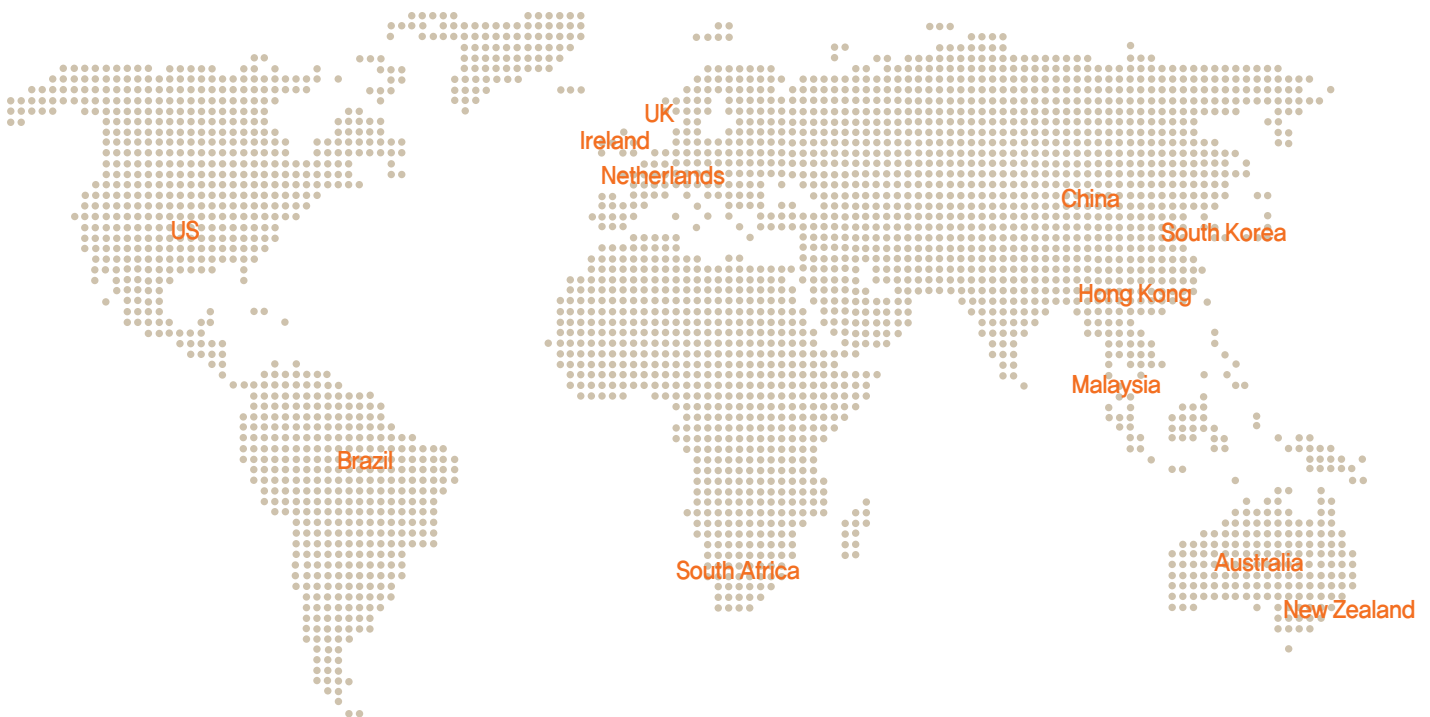 UK
Ireland
Netherlands
China
US
South Korea
Hong Kong
Malaysia
Brazil
South Africa
Australia
New Zealand